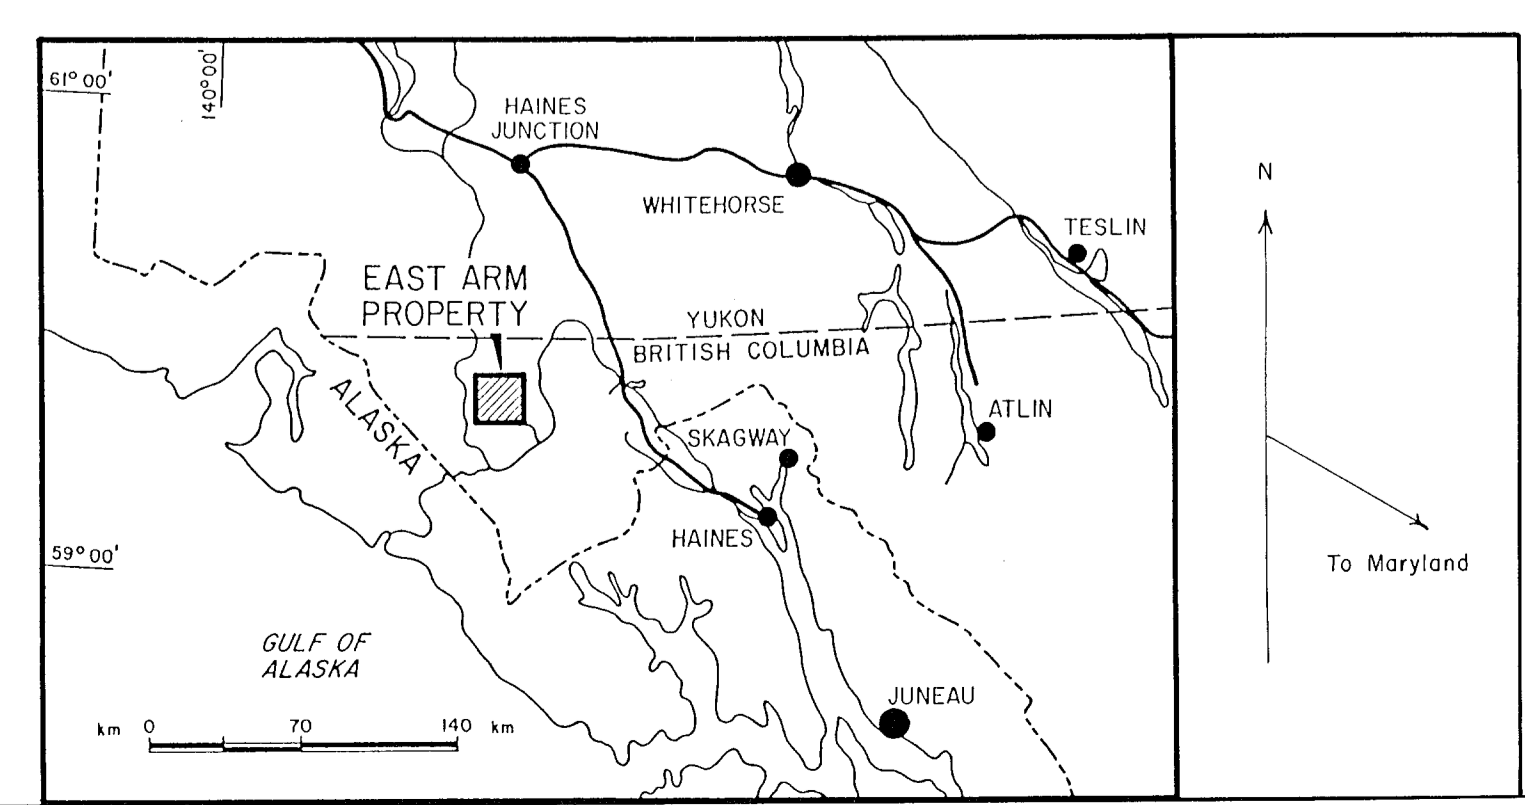 61° 00'
140° 00'
HAINES
JUNCTION
N
WHITEHORSE
TESLIN
EAST ARM
PROPERTY
YUKON
BRITISH COLUMBIA
ALASKA
ATLIN
SKAGWAY
HAINES
59° 00'
To Maryland
GULF OF
ALASKA
JUNEAU
km 0 70 140 km